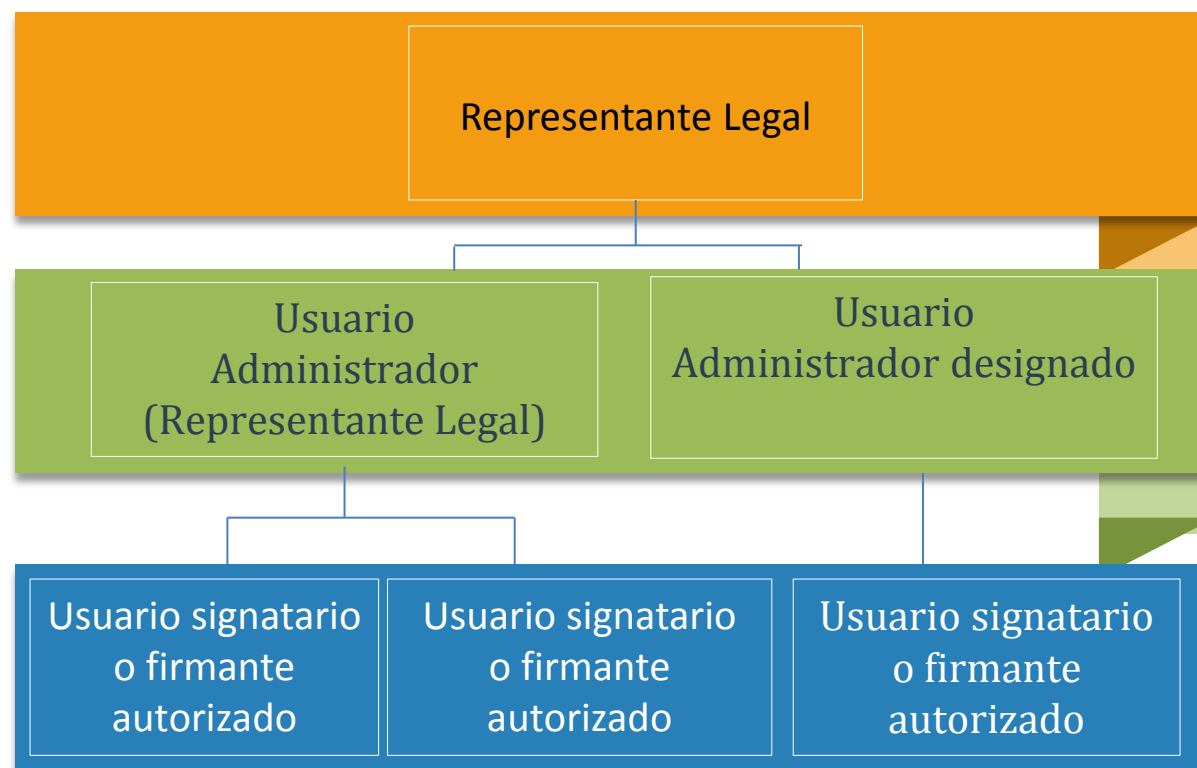 Representante Legal
Usuario
Administrador
(Representante Legal)
Usuario
Administrador designado
Usuario signatario
o firmante
autorizado
Usuario signatario
o firmante
autorizado
Usuario signatario
o firmante
autorizado